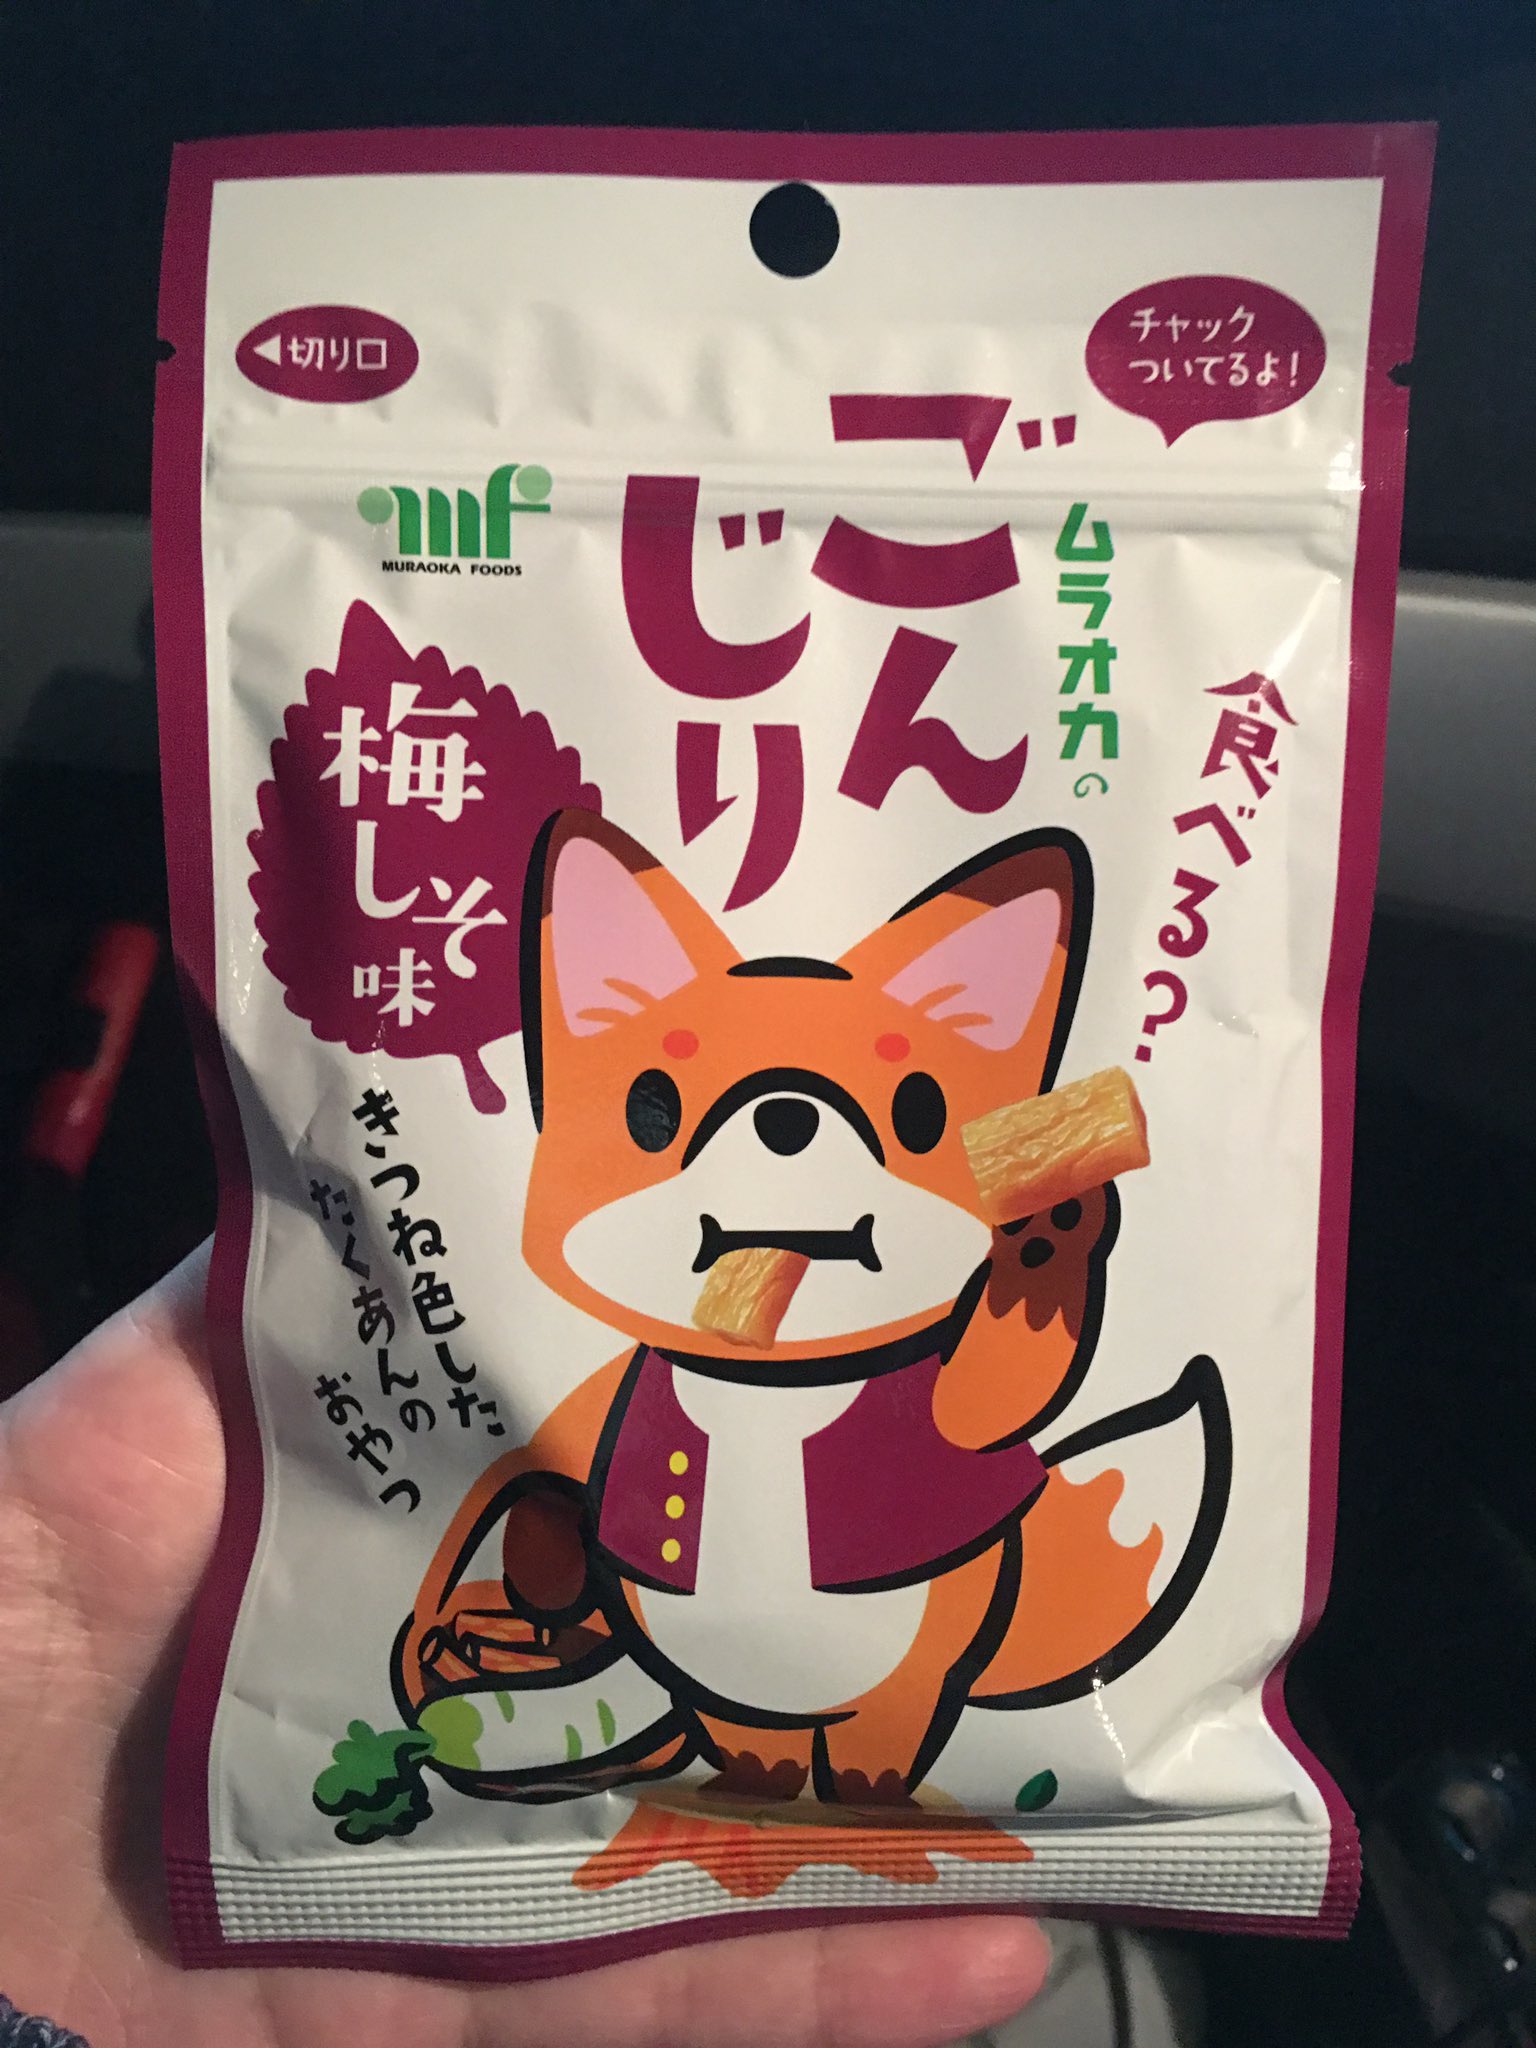 ◀切り口
チャック
ついてるよ!
mf
MURAOKA FOODS
ムラオカの
ごん
じり
食べる?
梅
しそ
味
きつね色した
たくあんの
おやつ